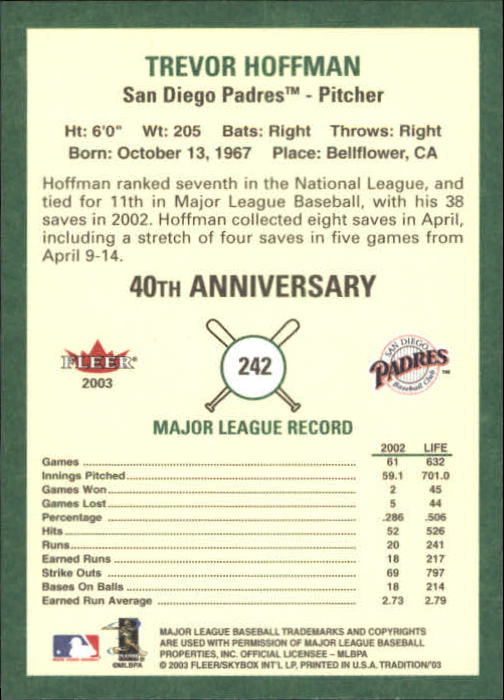 TREVOR HOFFMAN
San Diego Padres™ - Pitcher
Ht: 6'0" Wt: 205 Bats: Right Throws: Right
Born: October 13, 1967 Place: Bellflower, CA
Hoffman ranked seventh in the National League, and
tied for 11th in Major League Baseball, with his 38
saves in 2002. Hoffman collected eight saves in April,
including a stretch of four saves in five games from
April 9-14.
40TH ANNIVERSARY
FLEER®
2003
242
SAN DIEGO
PADRES™
Baseball Club
MAJOR LEAGUE RECORD
2002 LIFE
Games 61 632
Innings Pitched 59.1 701.0
Games Won 2 45
Games Lost 5 44
Percentage .286 .506
Hits 52 526
Runs 20 241
Earned Runs 18 217
Strike Outs 69 797
Bases On Balls 18 214
Earned Run Average 2.73 2.79
©MLBPA
MAJOR LEAGUE BASEBALL TRADEMARKS AND COPYRIGHTS
ARE USED WITH PERMISSION OF MAJOR LEAGUE BASEBALL
PROPERTIES, INC. OFFICIAL LICENSEE - MLBPA
© 2003 FLEER/SKYBOX INT'L LP, PRINTED IN U.S.A. TRADITION'03